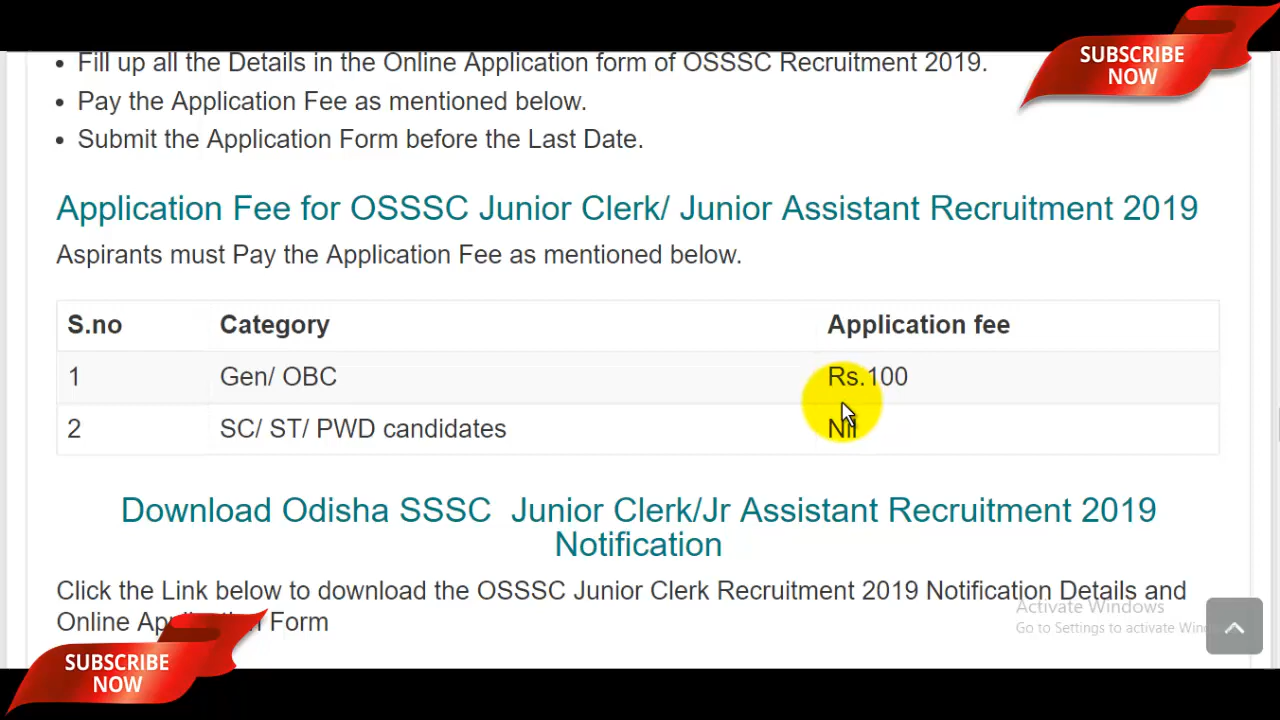 SUBSCRIBE
NOW
• Fill up all the Details in the Online Application form of OSSSC Recruitment 2019.
• Pay the Application Fee as mentioned below.
• Submit the Application Form before the Last Date.
Application Fee for OSSSC Junior Clerk/ Junior Assistant Recruitment 2019
Aspirants must Pay the Application Fee as mentioned below.
S.no Category Application fee
1 Gen/ OBC Rs.100
2 SC/ ST/ PWD candidates Nil
Download Odisha SSSC Junior Clerk/Jr Assistant Recruitment 2019
Notification
Click the Link below to download the OSSSC Junior Clerk Recruitment 2019 Notification Details and
Online Application Form
Activate Windows
Go to Settings to activate Win
SUBSCRIBE
NOW